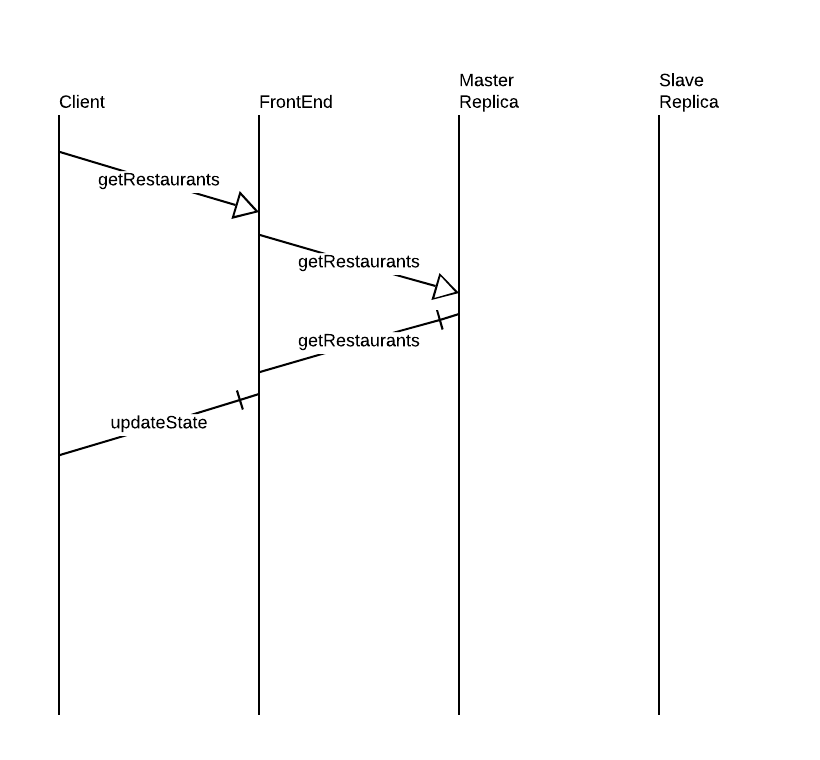 Client
FrontEnd
Master
Replica
Slave
Replica
getRestaurants
getRestaurants
getRestaurants
updateState